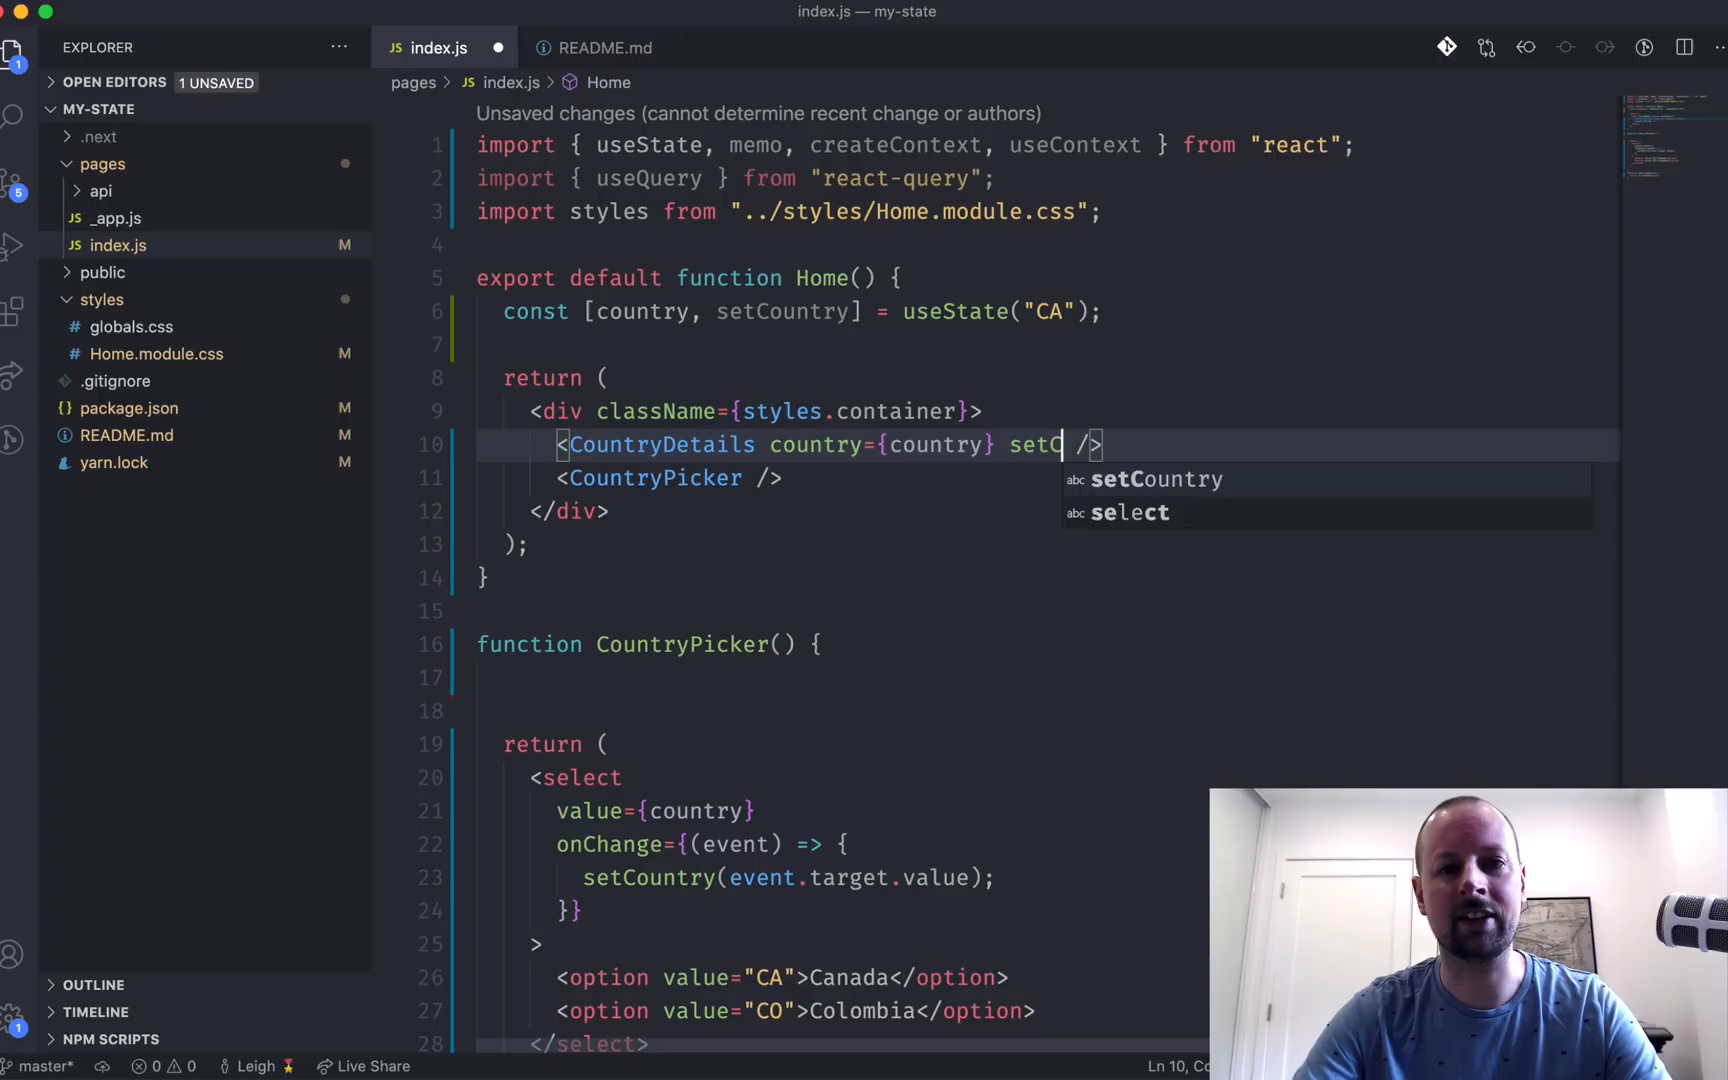 index.js — my-state
EXPLORER
JS index.js
README.md
OPEN EDITORS 1 UNSAVED
pages > JS index.js > Home
MY-STATE
Unsaved changes (cannot determine recent change or authors)
.next
pages
api
JS _app.js
JS index.js M
public
styles
# globals.css
# Home.module.css M
.gitignore
{} package.json M
README.md M
yarn.lock M
OUTLINE
TIMELINE
NPM SCRIPTS
1
5
1
1 import { useState, memo, createContext, useContext } from "react";
2 import { useQuery } from "react-query";
3 import styles from "../styles/Home.module.css";
4
5 export default function Home() {
6 const [country, setCountry] = useState("CA");
7
8 return (
9 <div className={styles.container}>
10 <CountryDetails country={country} setC />
11 <CountryPicker />
abc setCountry
abc select
12 </div>
13 );
14 }
15
16 function CountryPicker() {
17
18
19 return (
20 <select
21 value={country}
22 onChange={(event) => {
23 setCountry(event.target.value);
24 }}
25 >
26 <option value="CA">Canada</option>
27 <option value="CO">Colombia</option>
28 </select>
master* 0 0 Leigh Live Share
Ln 10,